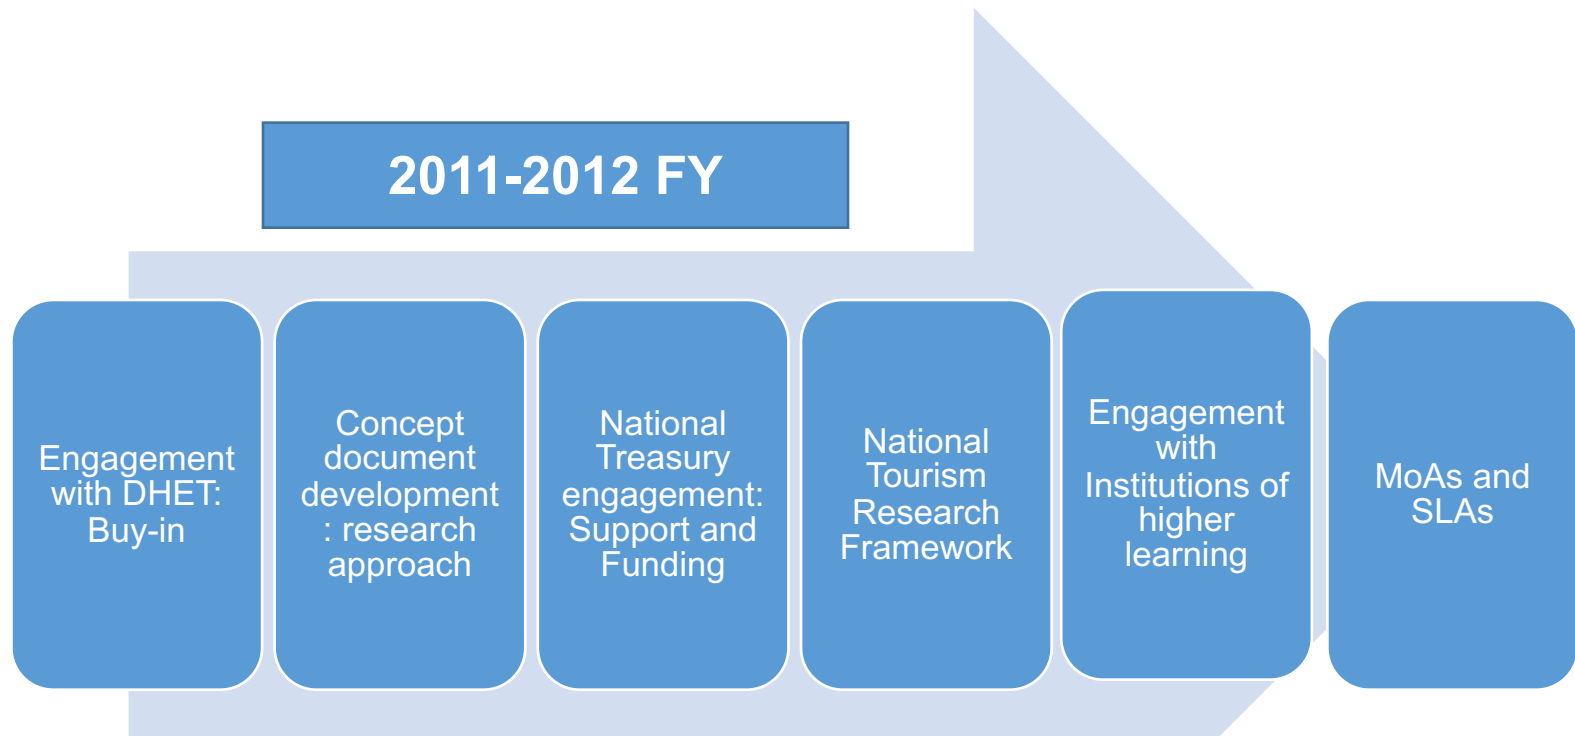 2011-2012 FY
Engagement
with DHET:
Buy-in
Concept
document
development
: research
approach
National
Treasury
engagement:
Support and
Funding
National
Tourism
Research
Framework
Engagement
with
Institutions of
higher
learning
MoAs and
SLAs